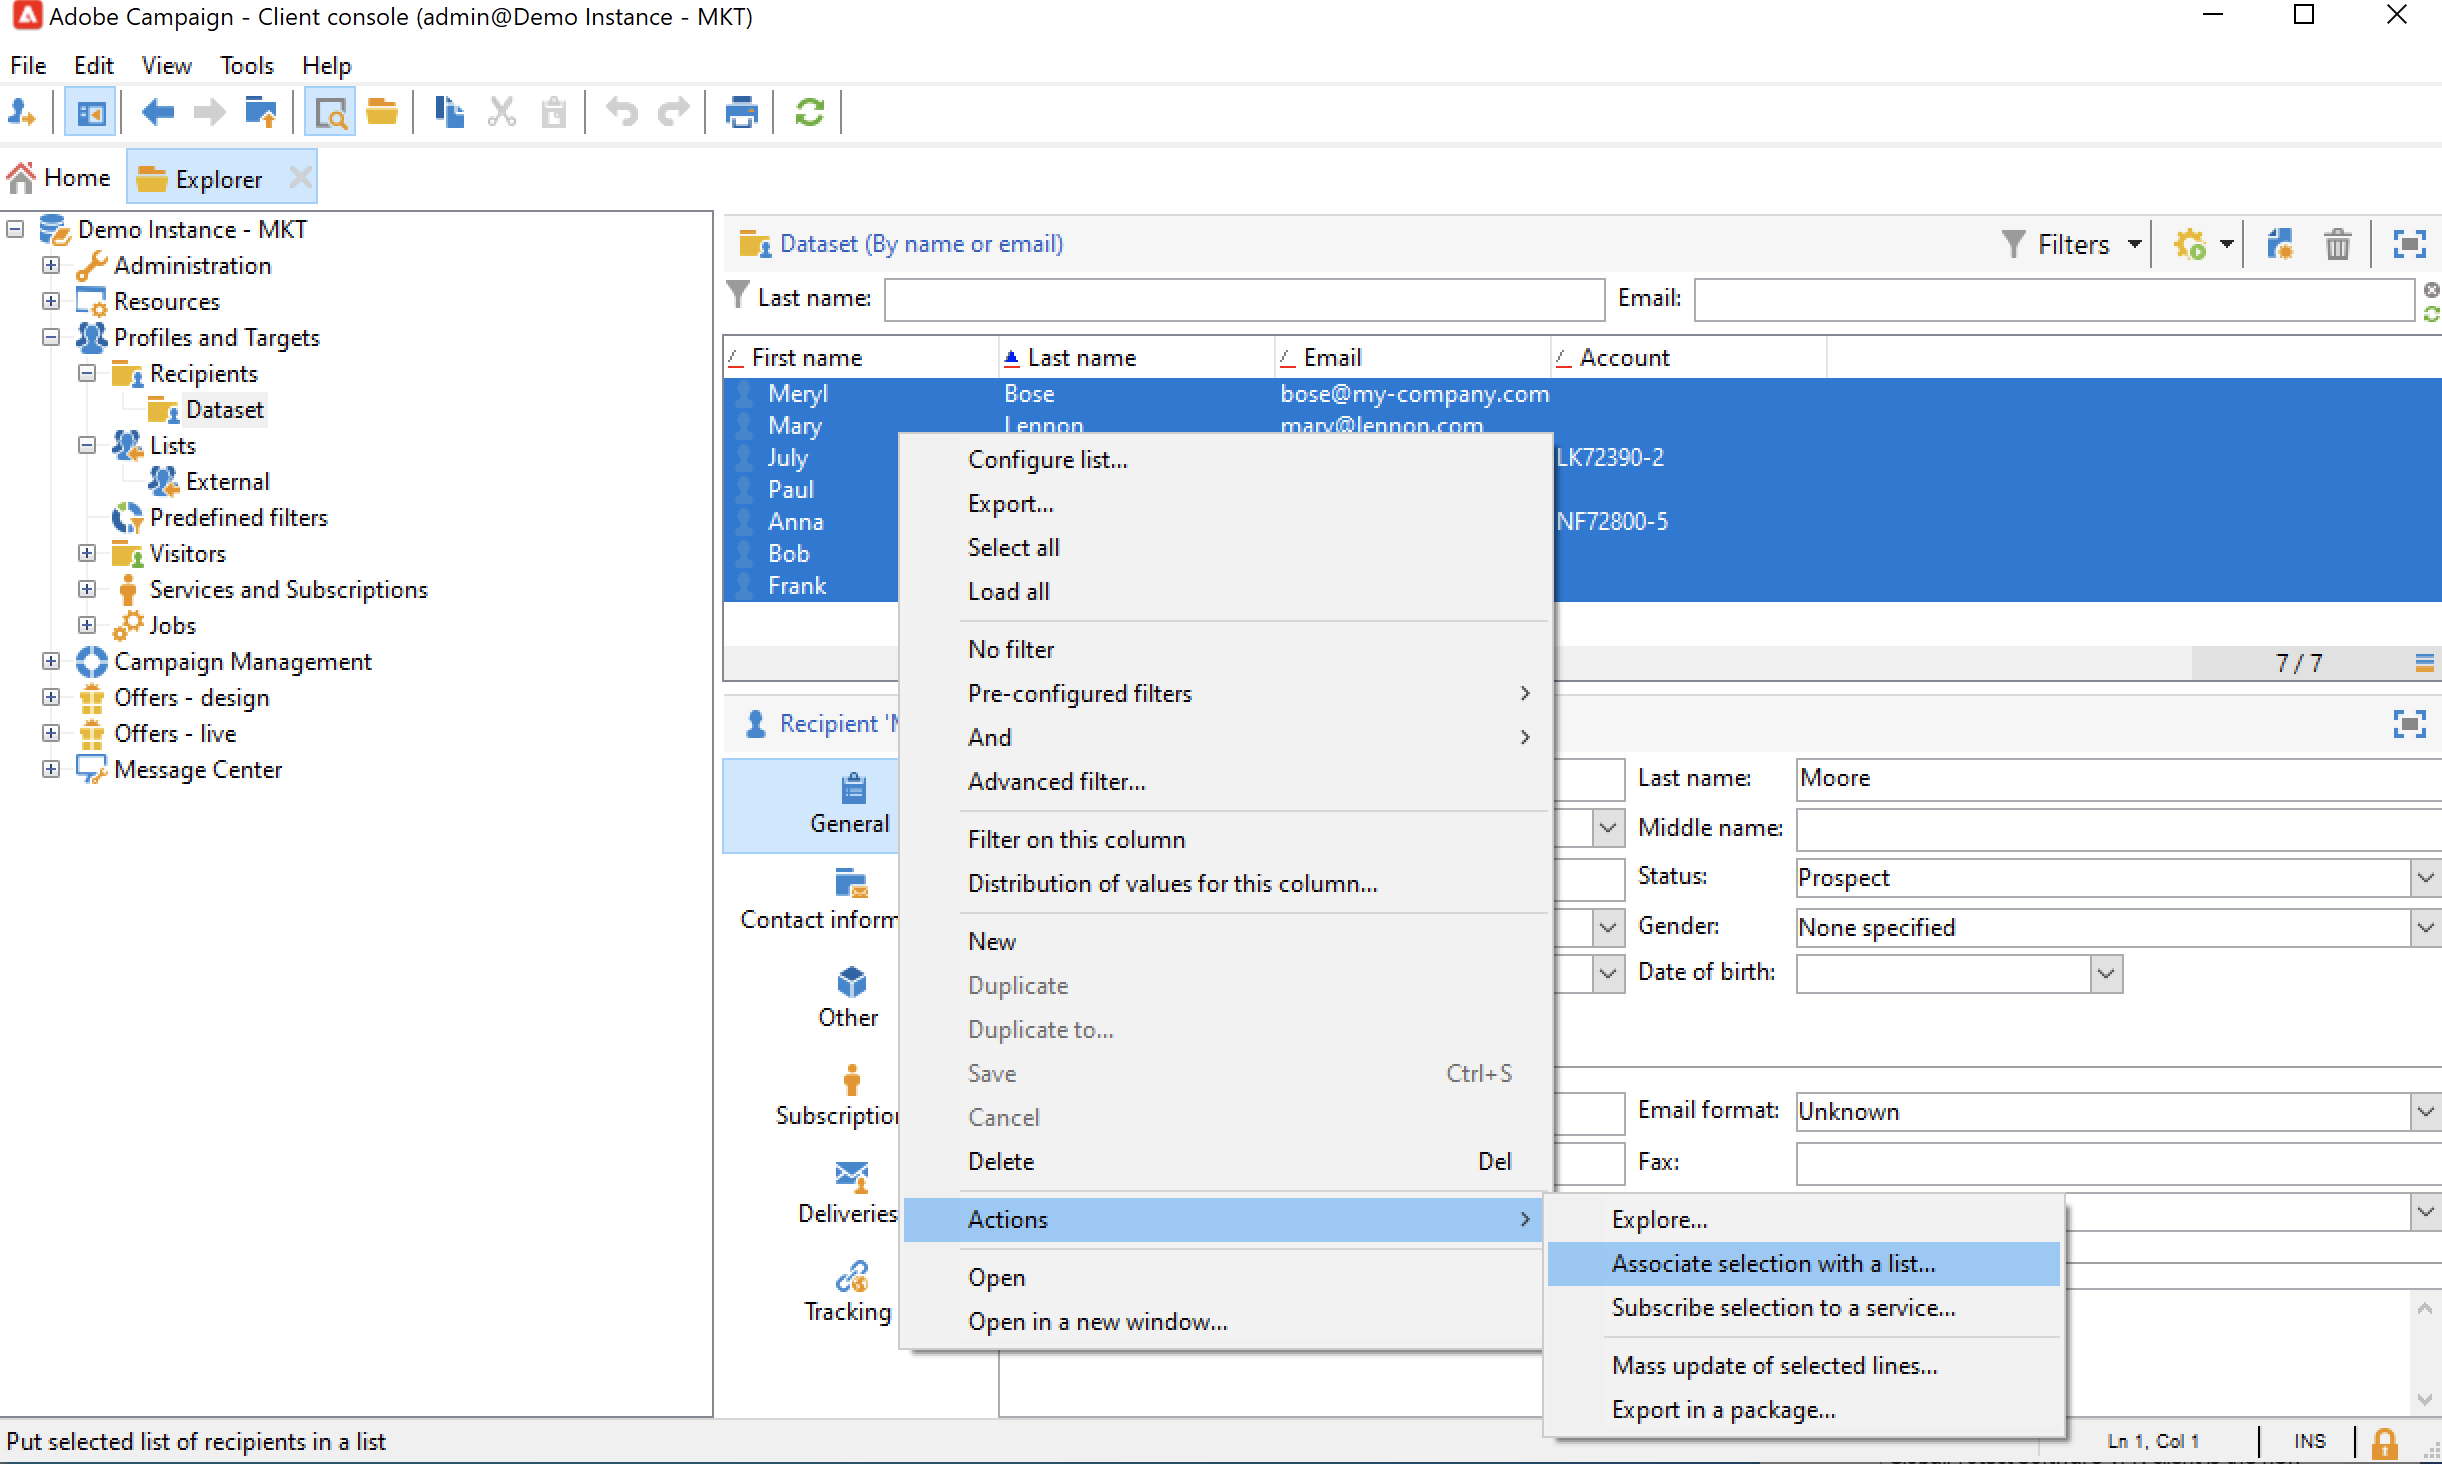 Adobe Campaign - Client console (admin@Demo Instance - MKT)
File Edit View Tools Help
Home Explorer
Demo Instance - MKT
Administration
Resources
Profiles and Targets
Recipients
Dataset
Lists
External
Predefined filters
Visitors
Services and Subscriptions
Jobs
Campaign Management
Offers - design
Offers - live
Message Center
Dataset (By name or email)
Filters
Last name: Email:
First name Last name Email Account
Meryl Bose bose@my-company.com
Mary Lennon mary@lennon.com
July LK72390-2
Paul
Anna NF72800-5
Bob
Frank
7 / 7
Recipient
General
Contact inform
Other
Subscription
Deliveries
Tracking
Last name: Moore
Middle name:
Status: Prospect
Gender: None specified
Date of birth:
Email format: Unknown
Fax:
Configure list...
Export...
Select all
Load all
No filter
Pre-configured filters
And
Advanced filter...
Filter on this column
Distribution of values for this column...
New
Duplicate
Duplicate to...
Save Ctrl+S
Cancel
Delete Del
Actions
Open
Open in a new window...
Explore...
Associate selection with a list...
Subscribe selection to a service...
Mass update of selected lines...
Export in a package...
Put selected list of recipients in a list
Ln 1, Col 1 INS